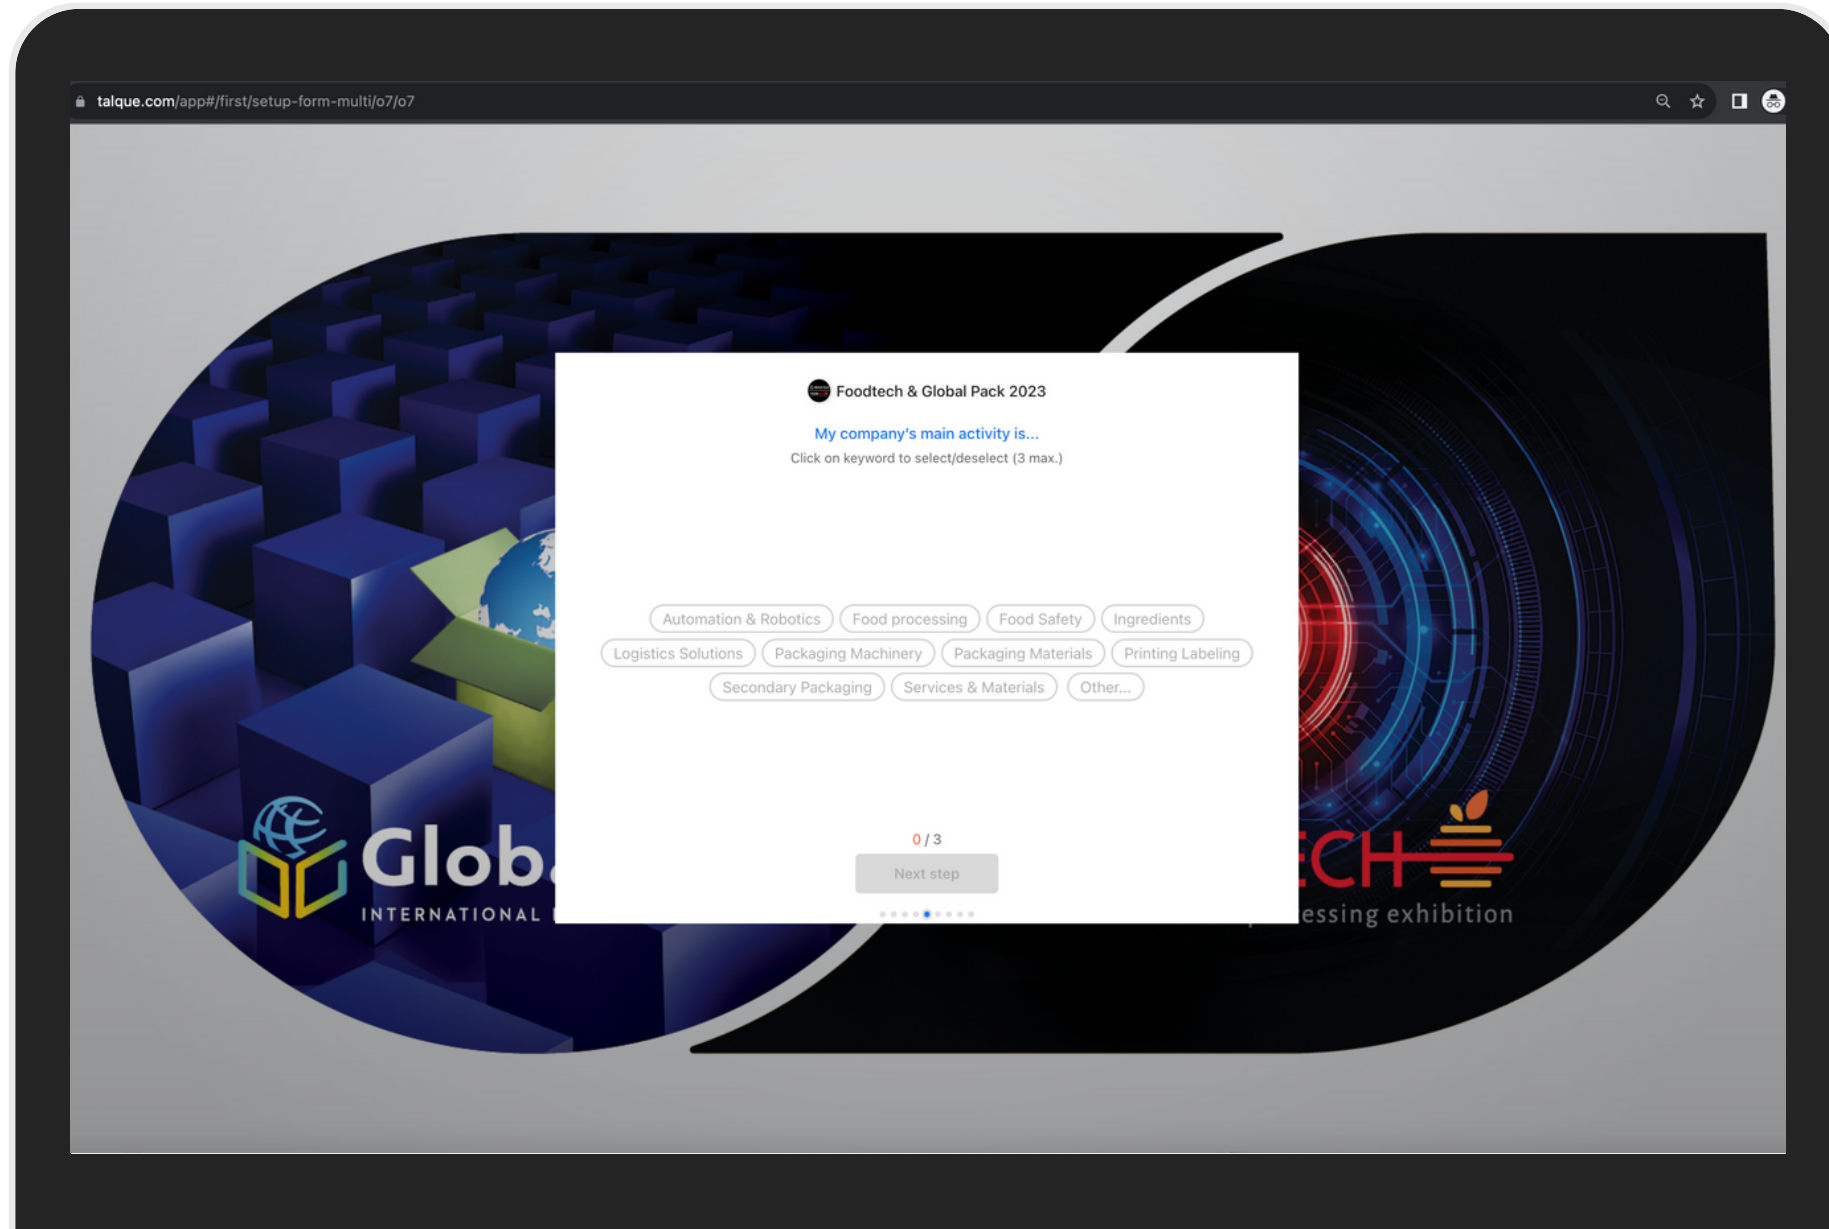 talque.com/app#/first/setup-form-multi/o7/o7
Foodtech & Global Pack 2023
My company's main activity is...
Click on keyword to select/deselect (3 max.)
Automation & Robotics Food processing Food Safety Ingredients
Logistics Solutions Packaging Machinery Packaging Materials Printing Labeling
Secondary Packaging Services & Materials Other...
0 / 3
Next step
Glob
INTERNATIONAL
ECH
essing exhibition